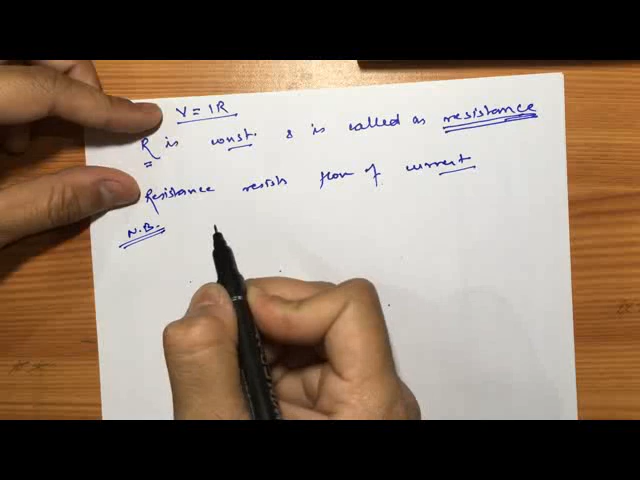 V = IR
R is const. & is called as resistance
Resistance resists flow of current
N.B.